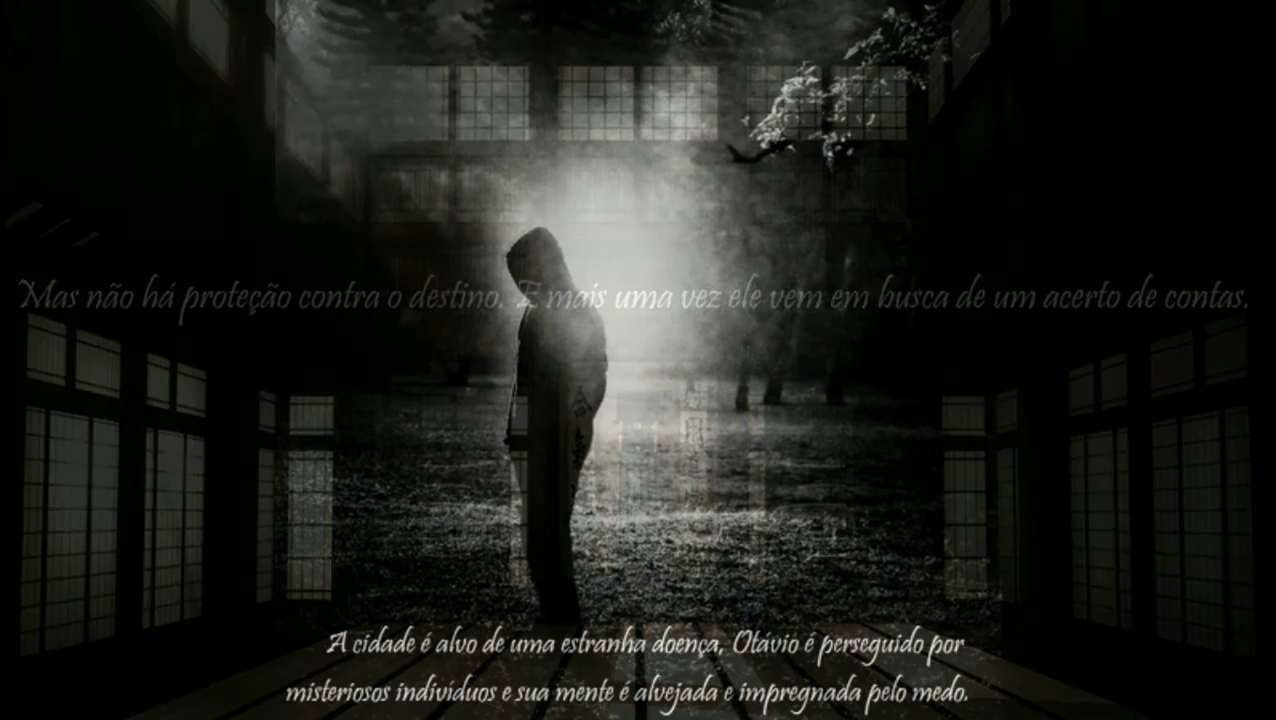 Mas não há proteção contra o destino. E mais uma vez ele vem em busca de um acerto de contas.
A cidade é alvo de uma estranha doença, Otávio é perseguido por
misteriosos indivíduos e sua mente é alvejada e impregnada pelo medo.